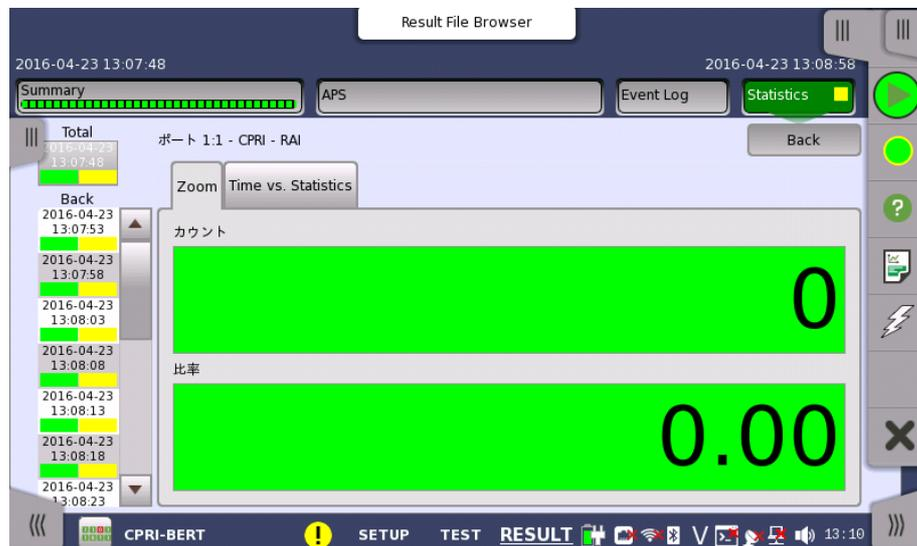 Result File Browser
2016-04-23 13:07:48
2016-04-23 13:08:58
Summary
APS
Event Log
Statistics
Total
2016-04-23
13:07:48
ポート 1:1 - CPRI - RAI
Back
Zoom
Time vs. Statistics
Back
2016-04-23
13:07:53
2016-04-23
13:07:58
2016-04-23
13:08:03
2016-04-23
13:08:08
2016-04-23
13:08:13
2016-04-23
13:08:18
2016-04-23
13:08:23
カウント
0
比率
0.00
CPRI-BERT
SETUP
TEST
RESULT
V
13:10